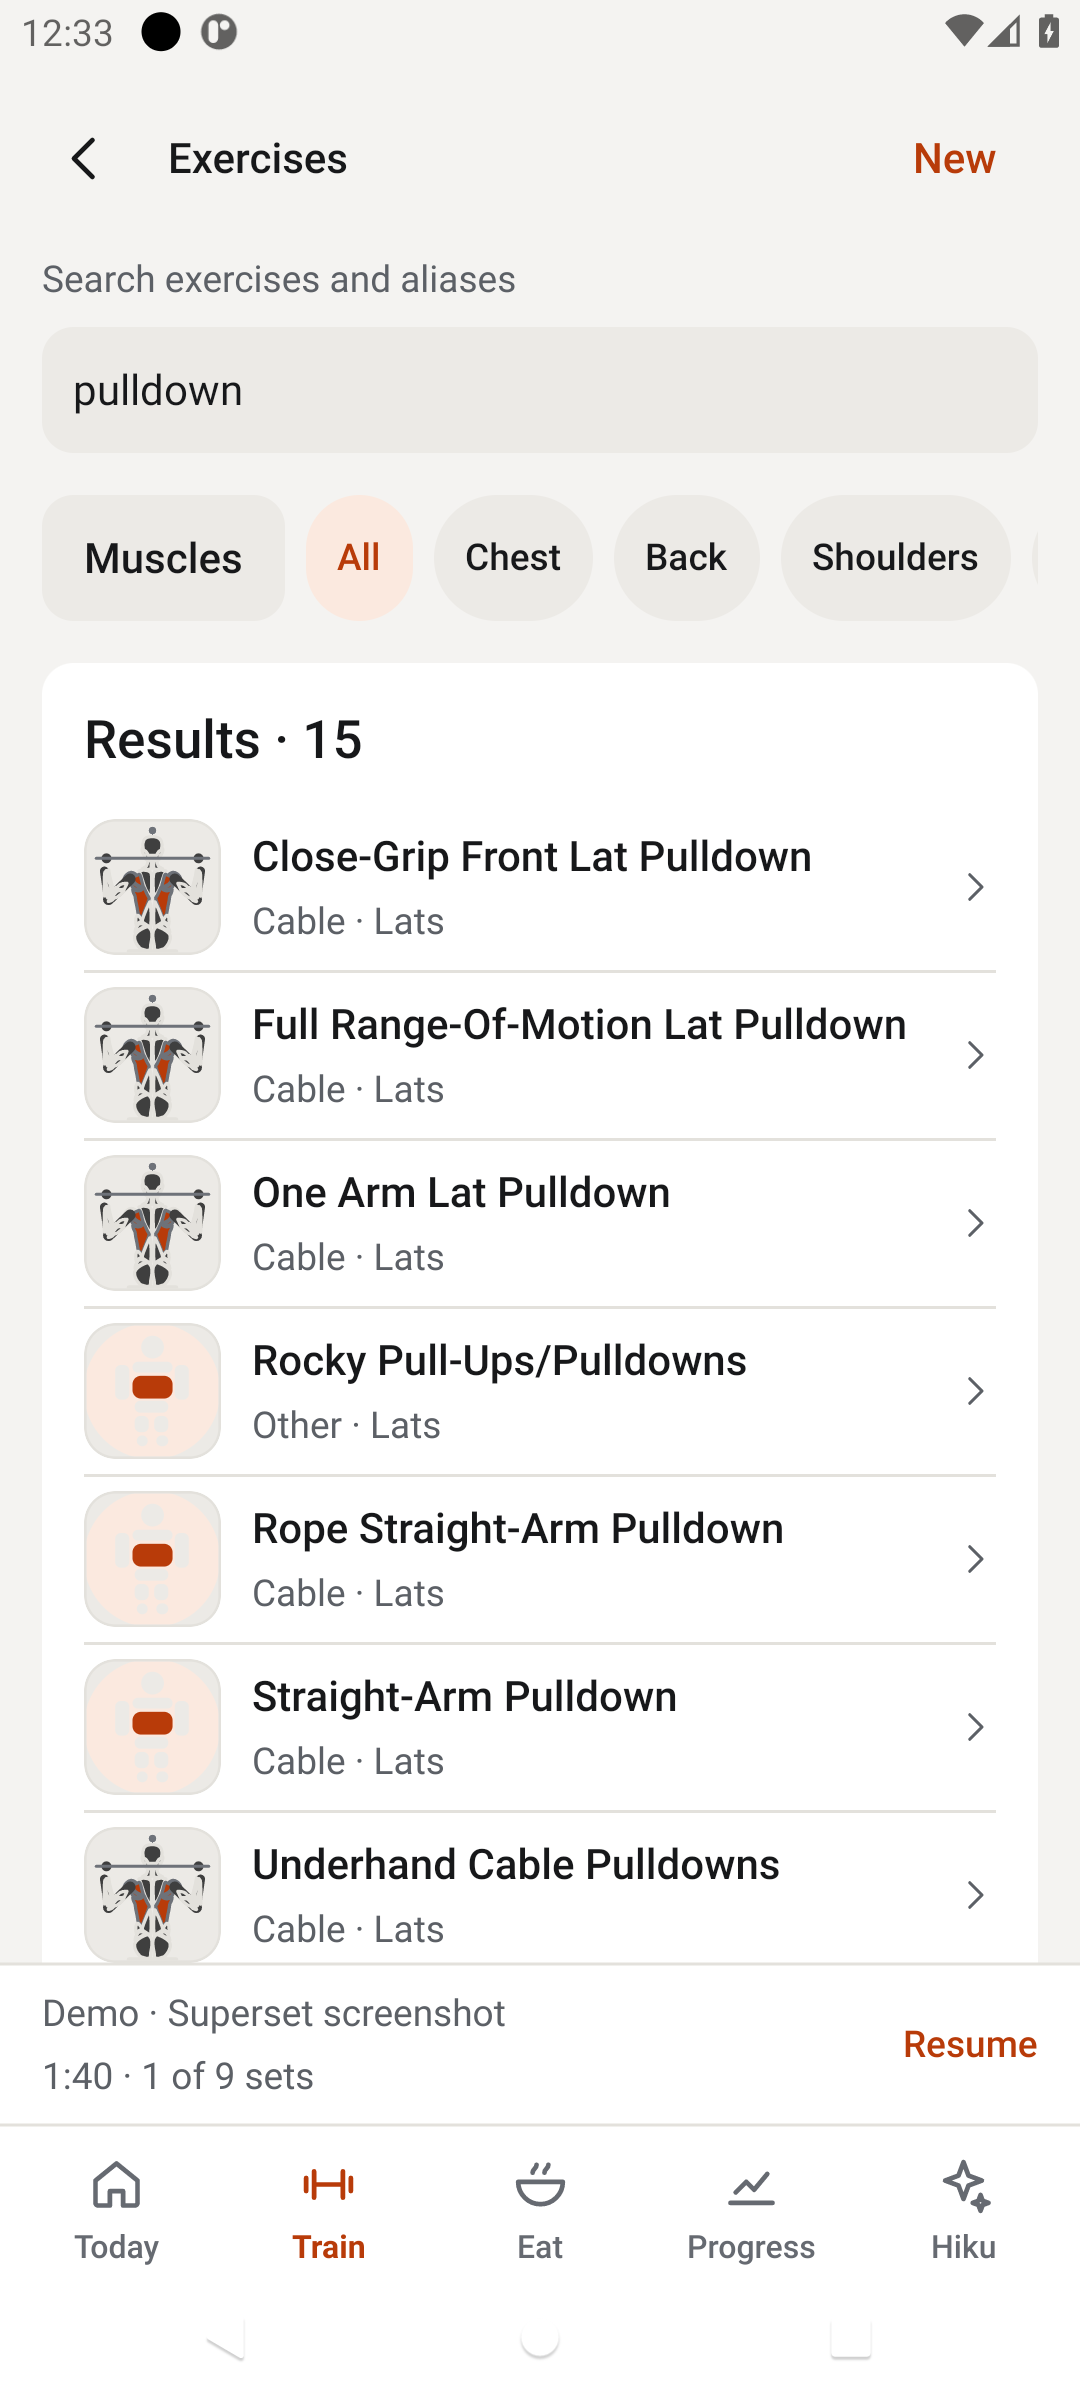 12:33
Exercises
New
Search exercises and aliases
pulldown
Muscles
All
Chest
Back
Shoulders
Results · 15
Close-Grip Front Lat Pulldown
Cable · Lats
Full Range-Of-Motion Lat Pulldown
Cable · Lats
One Arm Lat Pulldown
Cable · Lats
Rocky Pull-Ups/Pulldowns
Other · Lats
Rope Straight-Arm Pulldown
Cable · Lats
Straight-Arm Pulldown
Cable · Lats
Underhand Cable Pulldowns
Cable · Lats
Demo · Superset screenshot
1:40 · 1 of 9 sets
Resume
Today
Train
Eat
Progress
Hiku